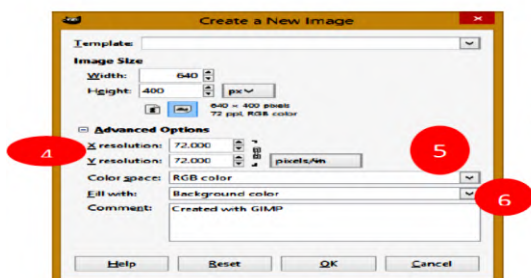 Create a New Image
Template:
Image Size
Width: 640
Height: 400 px
640 × 400 pixels
72 ppi, RGB color
Advanced Options
4
X resolution: 72.000
Y resolution: 72.000 pixels/in
5
Color space: RGB color
Fill with: Background color
6
Comment: Created with GIMP
Help Reset OK Cancel